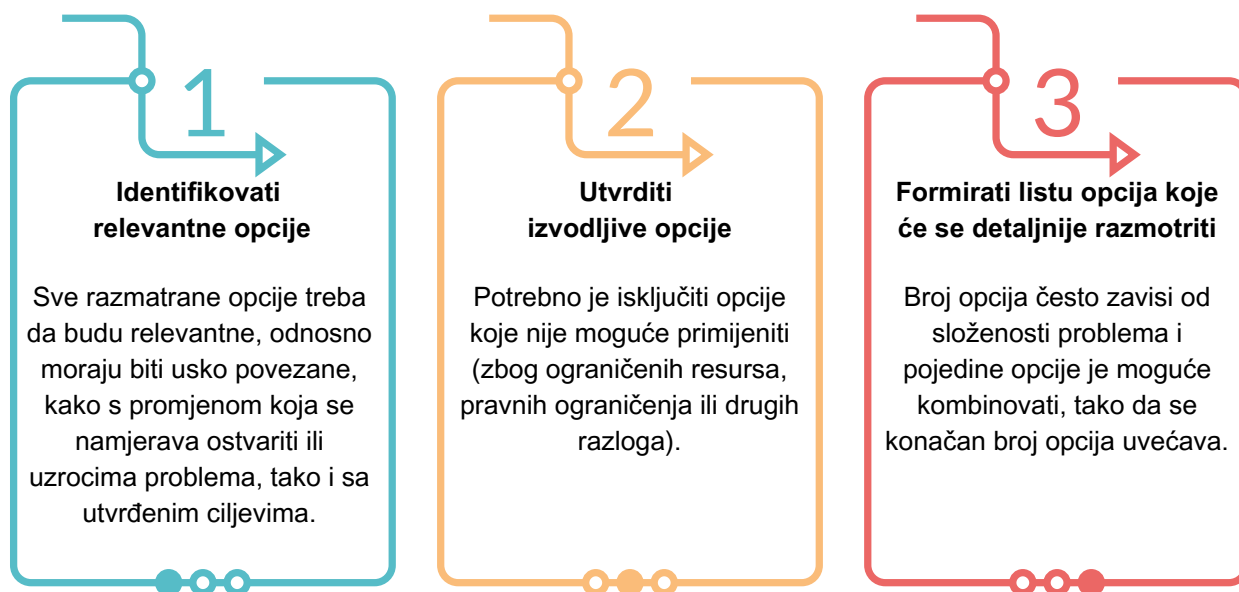 1
Identifikovati
relevantne opcije
Sve razmatrane opcije treba
da budu relevantne, odnosno
moraju biti usko povezane,
kako s promjenom koja se
namjerava ostvariti ili
uzrocima problema, tako i sa
utvrđenim ciljevima.
2
Utvrditi
izvodljive opcije
Potrebno je isključiti opcije
koje nije moguće primijeniti
(zbog ograničenih resursa,
pravnih ograničenja ili drugih
razloga).
3
Formirati listu opcija koje
će se detaljnije razmotriti
Broj opcija često zavisi od
složenosti problema i
pojedine opcije je moguće
kombinovati, tako da se
konačan broj opcija uvećava.